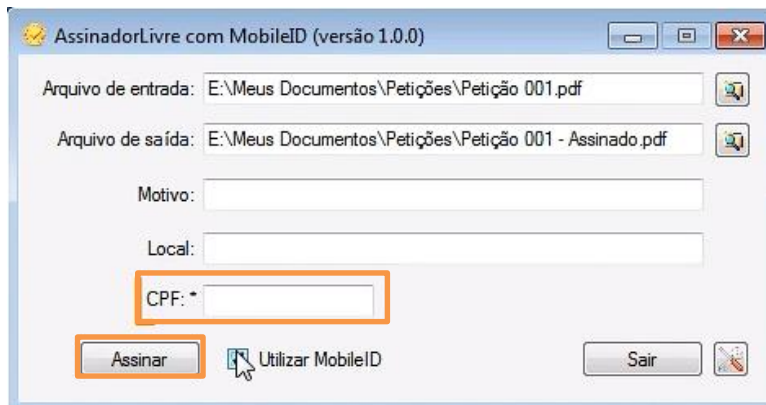 AssinadorLivre com MobileID (versão 1.0.0)
Arquivo de entrada: E:\Meus Documentos\Petições\Petição 001.pdf
Arquivo de saída: E:\Meus Documentos\Petições\Petição 001 - Assinado.pdf
Motivo:
Local:
CPF: *
Assinar Utilizar MobileID Sair